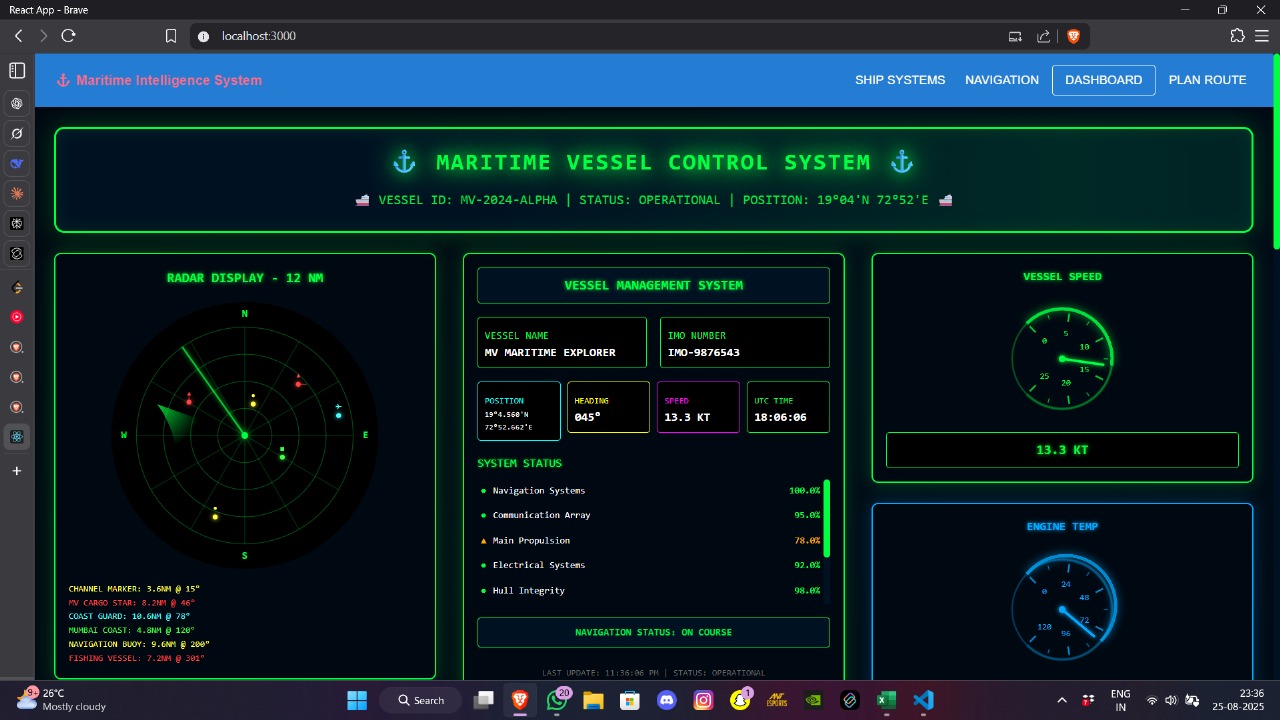 React App - Brave
localhost:3000
Maritime Intelligence System
SHIP SYSTEMS NAVIGATION DASHBOARD PLAN ROUTE
MARITIME VESSEL CONTROL SYSTEM
VESSEL ID: MV-2024-ALPHA | STATUS: OPERATIONAL | POSITION: 19°04'N 72°52'E
RADAR DISPLAY - 12 NM
N
W
E
S
CHANNEL MARKER: 3.6NM @ 15°
MV CARGO STAR: 8.2NM @ 46°
COAST GUARD: 10.6NM @ 78°
MUMBAI COAST: 4.8NM @ 120°
NAVIGATION BUOY: 9.6NM @ 200°
FISHING VESSEL: 7.2NM @ 301°
VESSEL MANAGEMENT SYSTEM
VESSEL NAME
MV MARITIME EXPLORER
IMO NUMBER
IMO-9876543
POSITION
19°4.560'N
72°52.662'E
HEADING
045°
SPEED
13.3 KT
UTC TIME
18:06:06
SYSTEM STATUS
Navigation Systems 100.0%
Communication Array 95.0%
Main Propulsion 78.0%
Electrical Systems 92.0%
Hull Integrity 98.0%
NAVIGATION STATUS: ON COURSE
LAST UPDATE: 11:36:06 PM | STATUS: OPERATIONAL
VESSEL SPEED
0
5
10
15
20
25
13.3 KT
ENGINE TEMP
0
24
48
72
96
120
9+
26°C
Mostly cloudy
Search
20
1
ANT
ESPORTS
ENG
IN
23:36
25-08-2025